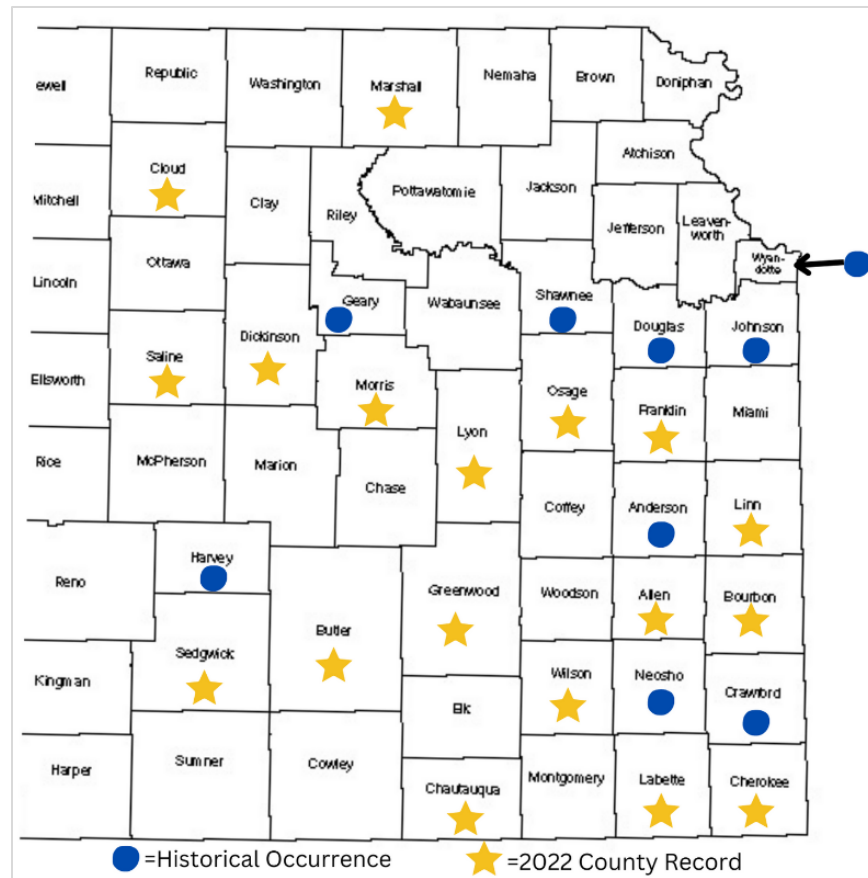 Republic
Washington
Marshall
Nemaha
Brown
Doniphan
ewell
Atchison
Cloud
Mitchell
Clay
Riley
Pottawatomie
Jackson
Jefferson
Leaven-
worth
Ottawa
Wyan-
dotte
Lincoln
Geary
Wabaunsee
Shawnee
Douglas
Johnson
Dickinson
Saline
Ellsworth
Morris
Osage
Franklin
Miami
Lyon
Rice
McPherson
Marion
Chase
Coffey
Anderson
Linn
Harvey
Reno
Greenwood
Woodson
Allen
Bourbon
Butler
Sedgwick
Kingman
Wilson
Neosho
Crawford
Elk
Harper
Sumner
Cowley
Chautauqua
Montgomery
Labette
Cherokee
=Historical Occurrence
=2022 County Record